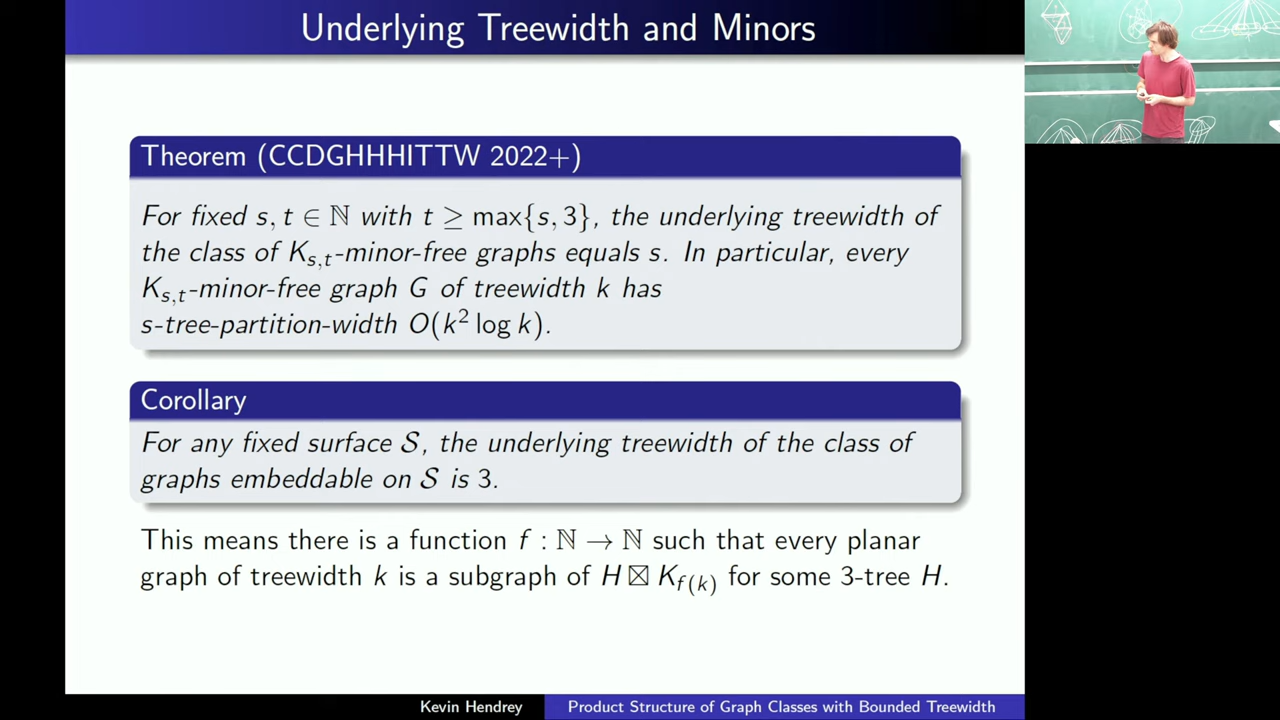 Underlying Treewidth and Minors
Theorem (CCDGHHHITTW 2022+)
For fixed s, t ∈ ℕ with t ≥ max{s, 3}, the underlying treewidth of
the class of K_{s,t}-minor-free graphs equals s. In particular, every
K_{s,t}-minor-free graph G of treewidth k has
s-tree-partition-width O(k² log k).
Corollary
For any fixed surface 𝒮, the underlying treewidth of the class of
graphs embeddable on 𝒮 is 3.
This means there is a function f : ℕ → ℕ such that every planar
graph of treewidth k is a subgraph of H ⊠ K_{f(k)} for some 3-tree H.
Kevin Hendrey
Product Structure of Graph Classes with Bounded Treewidth